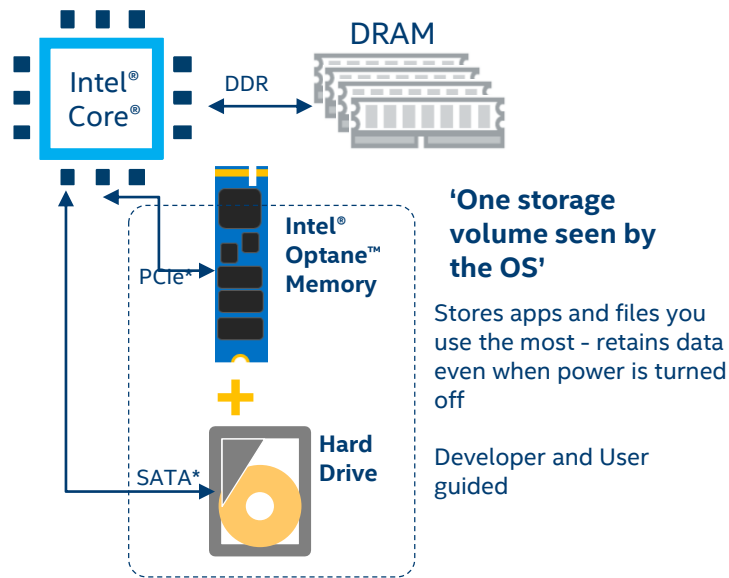 DRAM
Intel®
Core®
DDR
Intel®
Optane™
Memory
PCIe*
Hard
Drive
SATA*
‘One storage
volume seen by
the OS’
Stores apps and files you
use the most - retains data
even when power is turned
off
Developer and User
guided